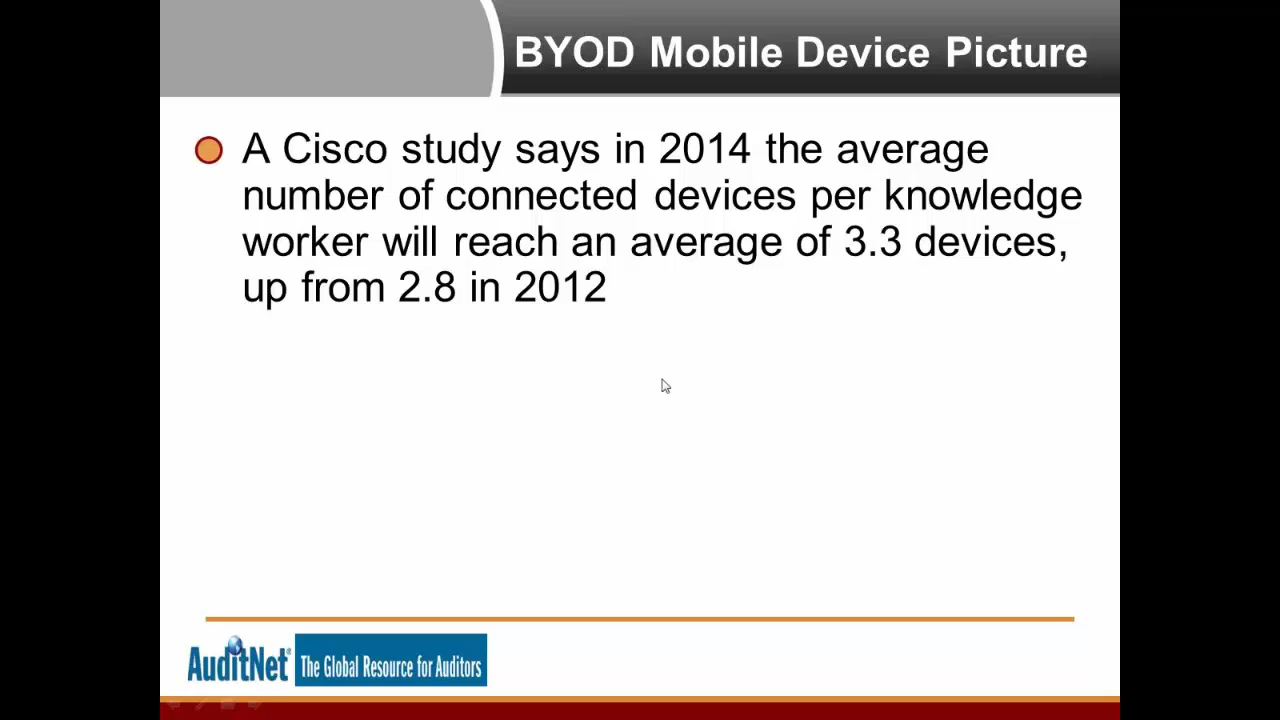 BYOD Mobile Device Picture
A Cisco study says in 2014 the average
number of connected devices per knowledge
worker will reach an average of 3.3 devices,
up from 2.8 in 2012
AuditNet® The Global Resource for Auditors